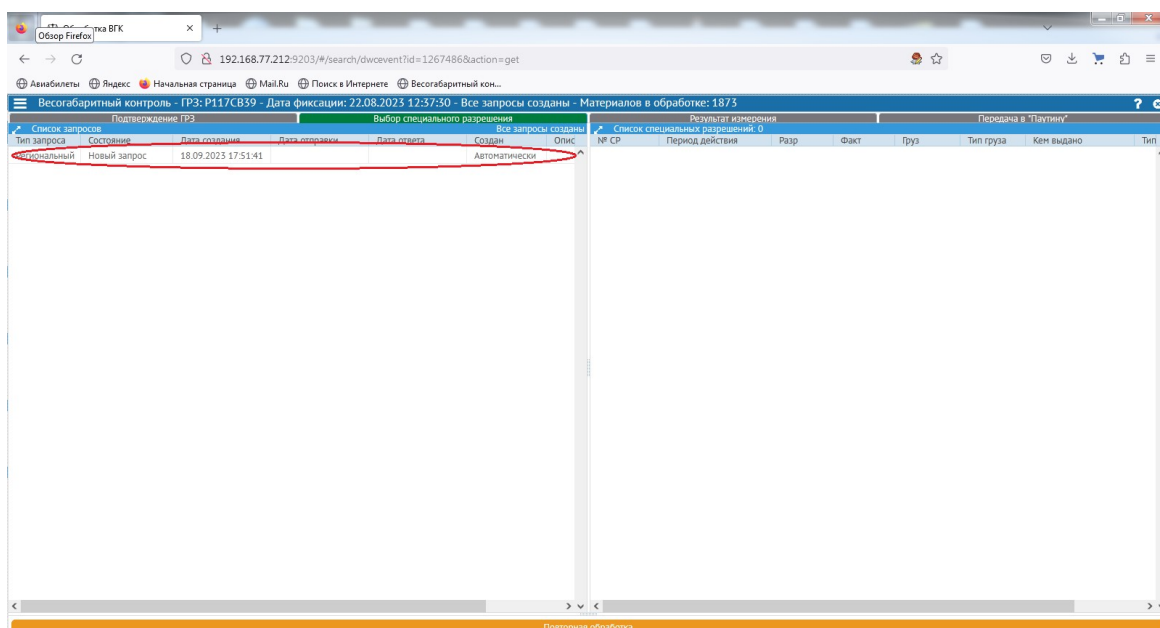 Обработка ВГК
Обзор Firefox
192.168.77.212:9203/#/search/dwcevent?id=1267486&action=get
Авиабилеты Яндекс Начальная страница Mail.Ru Поиск в Интернете Весогабаритный кон...
Весогабаритный контроль - ГРЗ: Р117СВ39 - Дата фиксации: 22.08.2023 12:37:30 - Все запросы созданы - Материалов в обработке: 1873
Подтверждение ГРЗ Выбор специального разрешения Результат измерения Передача в "Паутину"
Список запросов Все запросы созданы Список специальных разрешений: 0
Тип запроса Состояние Дата создания Дата отправки Дата ответа Создан Опис № СР Период действия Разр Факт Груз Тип груза Кем выдано Тип
Региональный Новый запрос 18.09.2023 17:51:41 Автоматически
Повторная обработка